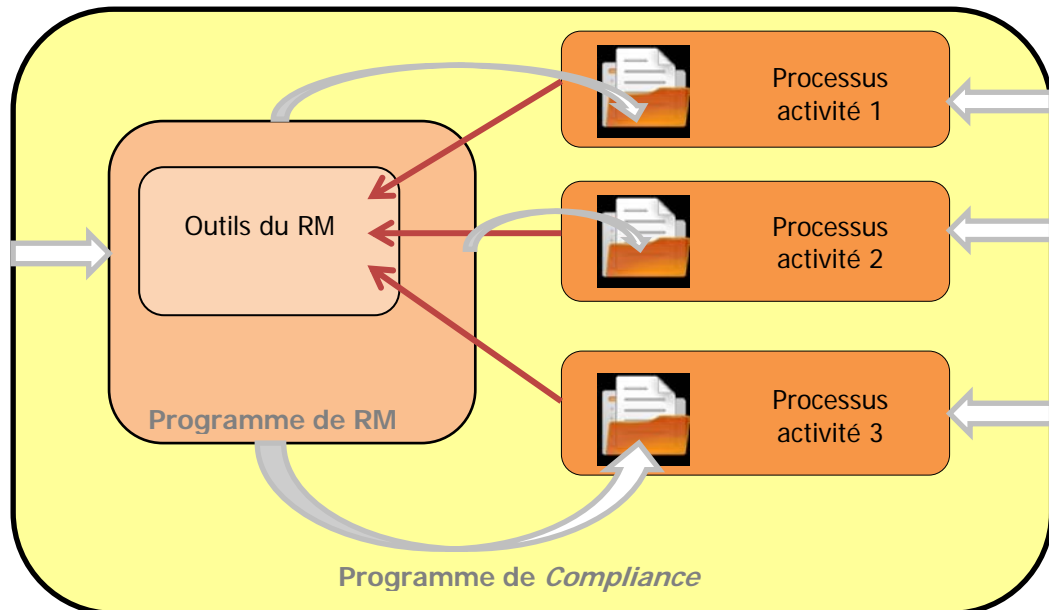 Processus
activité 1
Outils du RM
Processus
activité 2
Processus
activité 3
Programme de RM
Programme de Compliance